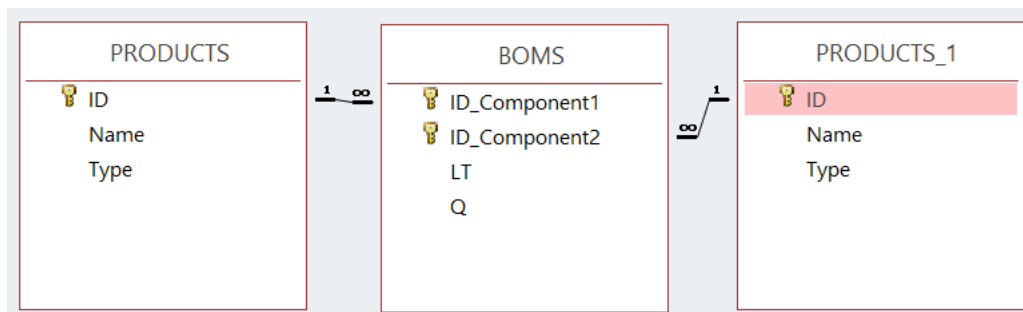 PRODUCTS
ID
Name
Type
1 ∞
BOMS
ID_Component1
ID_Component2
LT
Q
∞ 1
PRODUCTS_1
ID
Name
Type